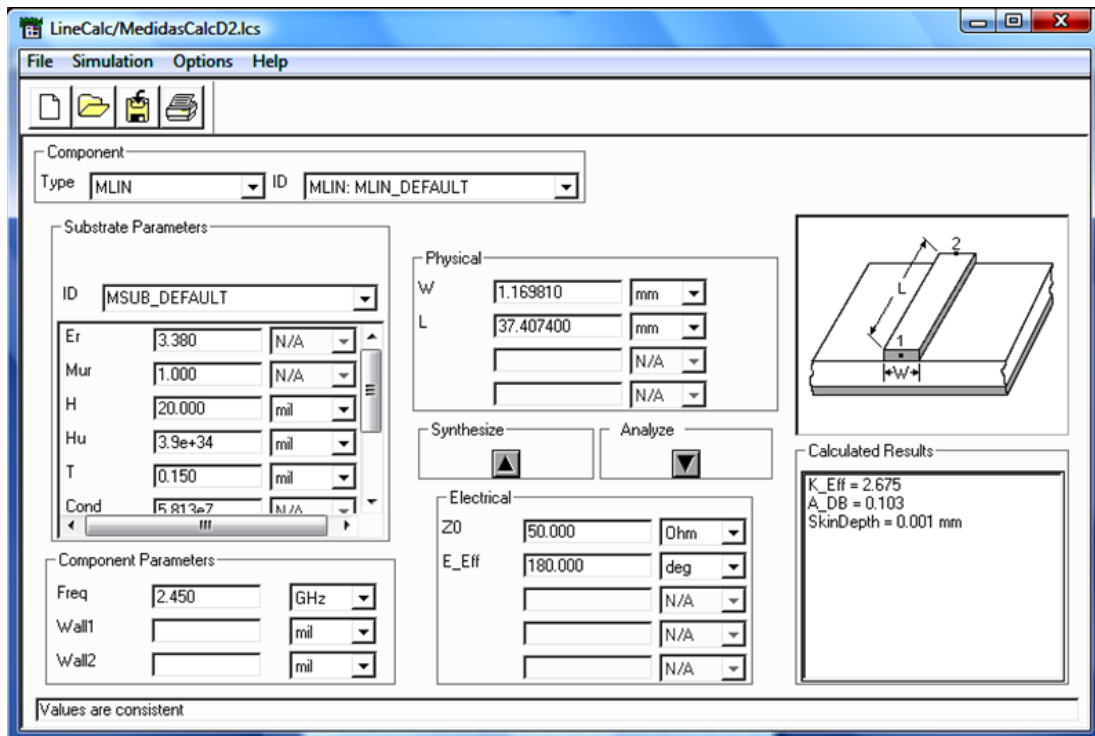 LineCalc/MedidasCalcD2.lcs
File Simulation Options Help
Component
Type MLIN ID MLIN: MLIN_DEFAULT
Substrate Parameters
ID MSUB_DEFAULT
Er 3.380 N/A
Mur 1.000 N/A
H 20.000 mil
Hu 3.9e+34 mil
T 0.150 mil
Cond 5.813e7 N/A
Component Parameters
Freq 2.450 GHz
Wall1 mil
Wall2 mil
Physical
W 1.169810 mm
L 37.407400 mm
N/A
N/A
Synthesize Analyze
Electrical
Z0 50.000 Ohm
E_Eff 180.000 deg
N/A
N/A
N/A
2
L
1
W
Calculated Results
K_Eff = 2.675
A_DB = 0.103
SkinDepth = 0.001 mm
Values are consistent